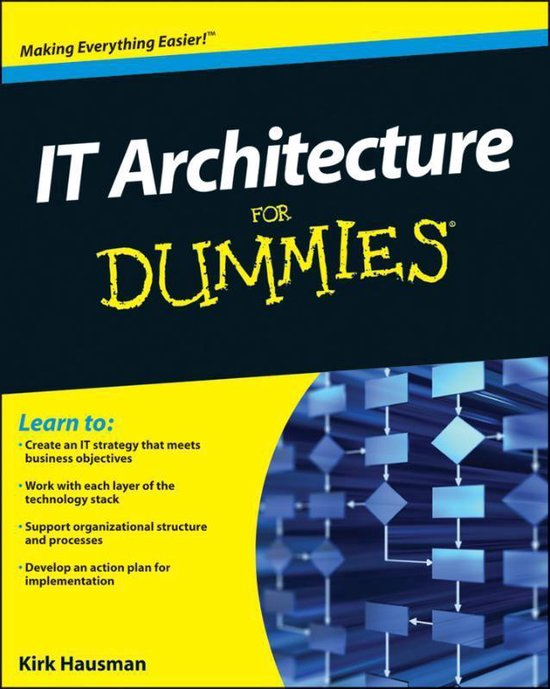 Making Everything Easier!™
IT Architecture
FOR
DUMMIES®
Learn to:
• Create an IT strategy that meets
business objectives
• Work with each layer of the
technology stack
• Support organizational structure
and processes
• Develop an action plan for
implementation
Kirk Hausman